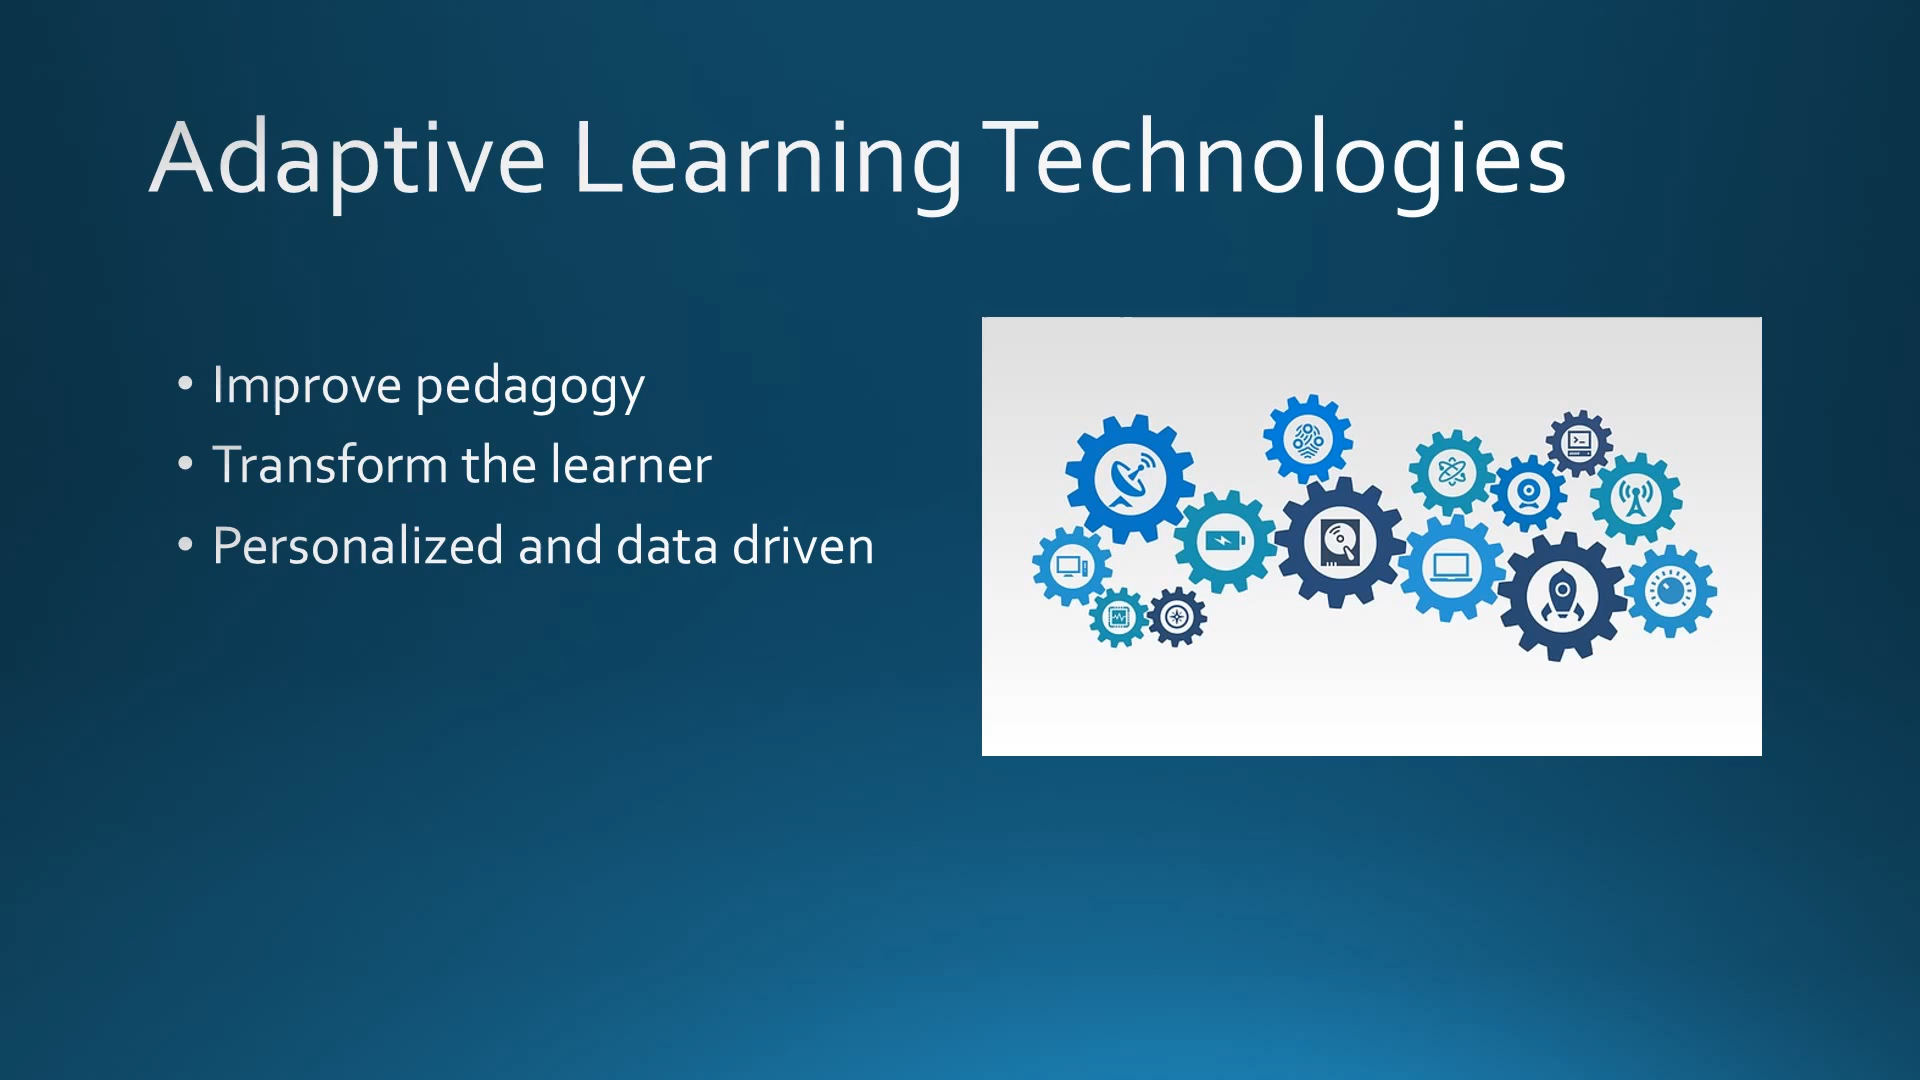 Adaptive Learning Technologies
• Improve pedagogy
• Transform the learner
• Personalized and data driven